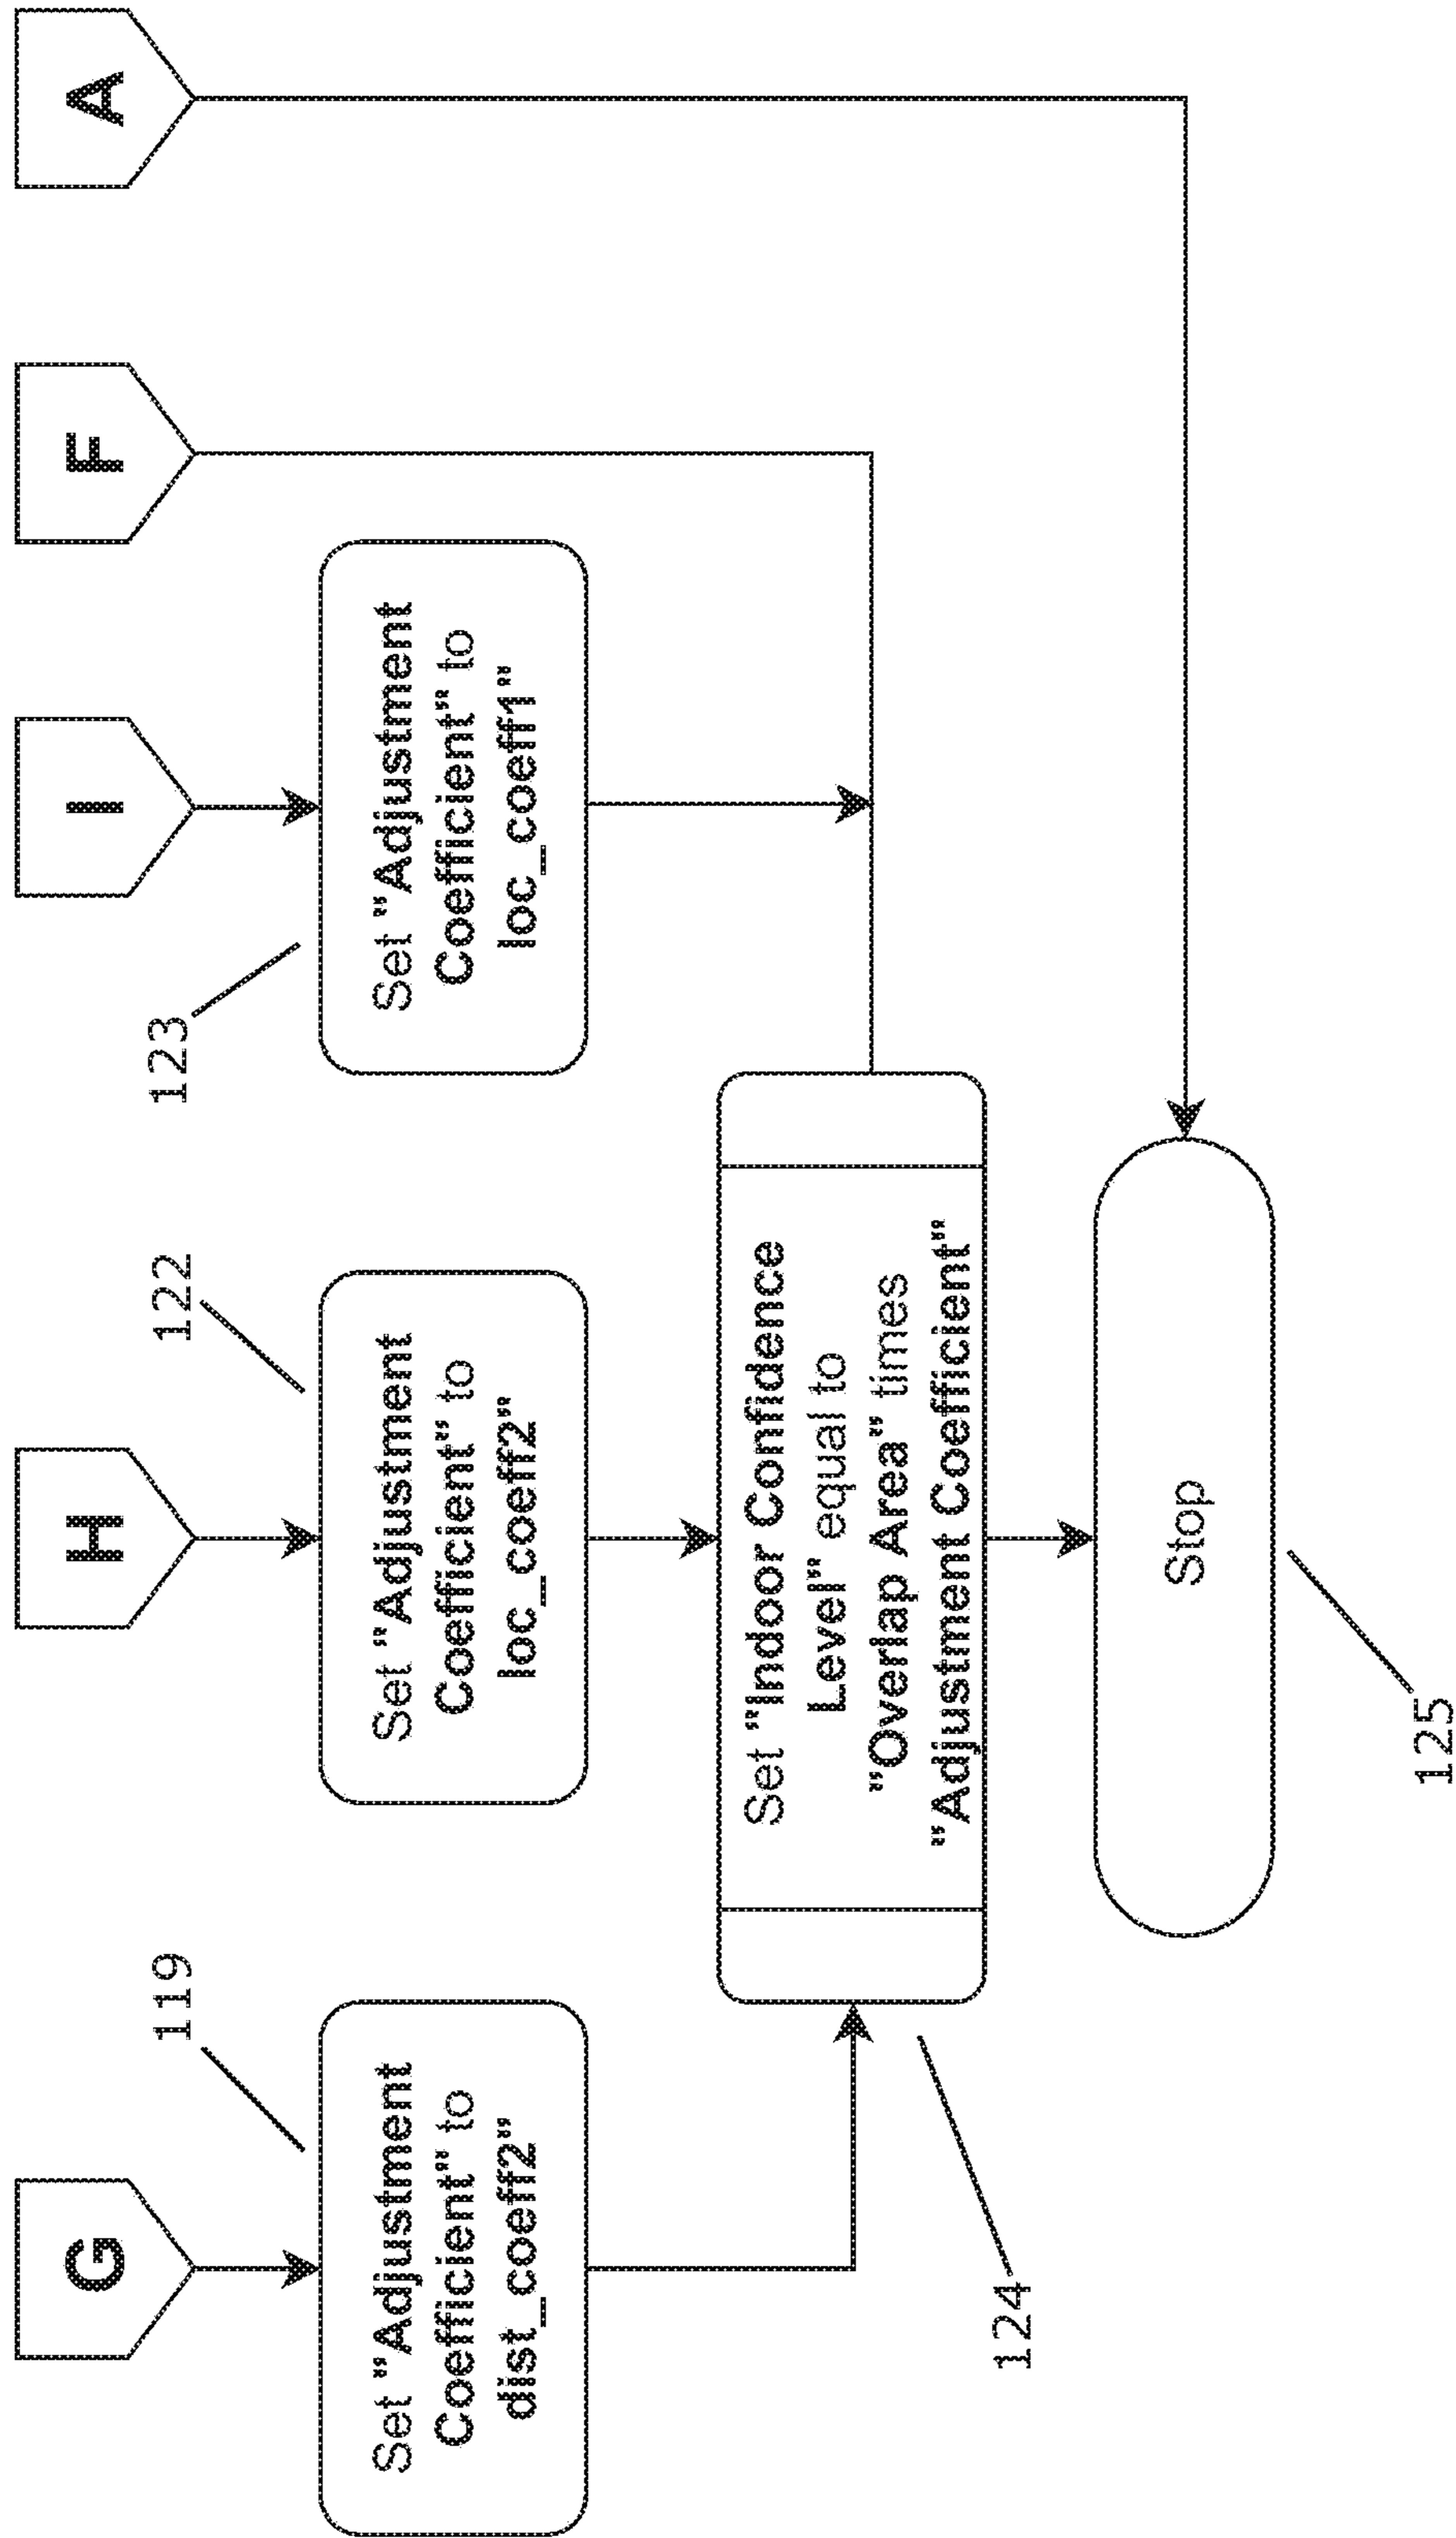 G
H
I
F
A
119
122
123
Set "Adjustment
Coefficient" to
dist_coeff2"
Set "Adjustment
Coefficient" to
loc_coeff2"
Set "Adjustment
Coefficient" to
loc_coeff1"
124
Set "Indoor Confidence
Level" equal to
"Overlap Area" times
"Adjustment Coefficient"
Stop
125